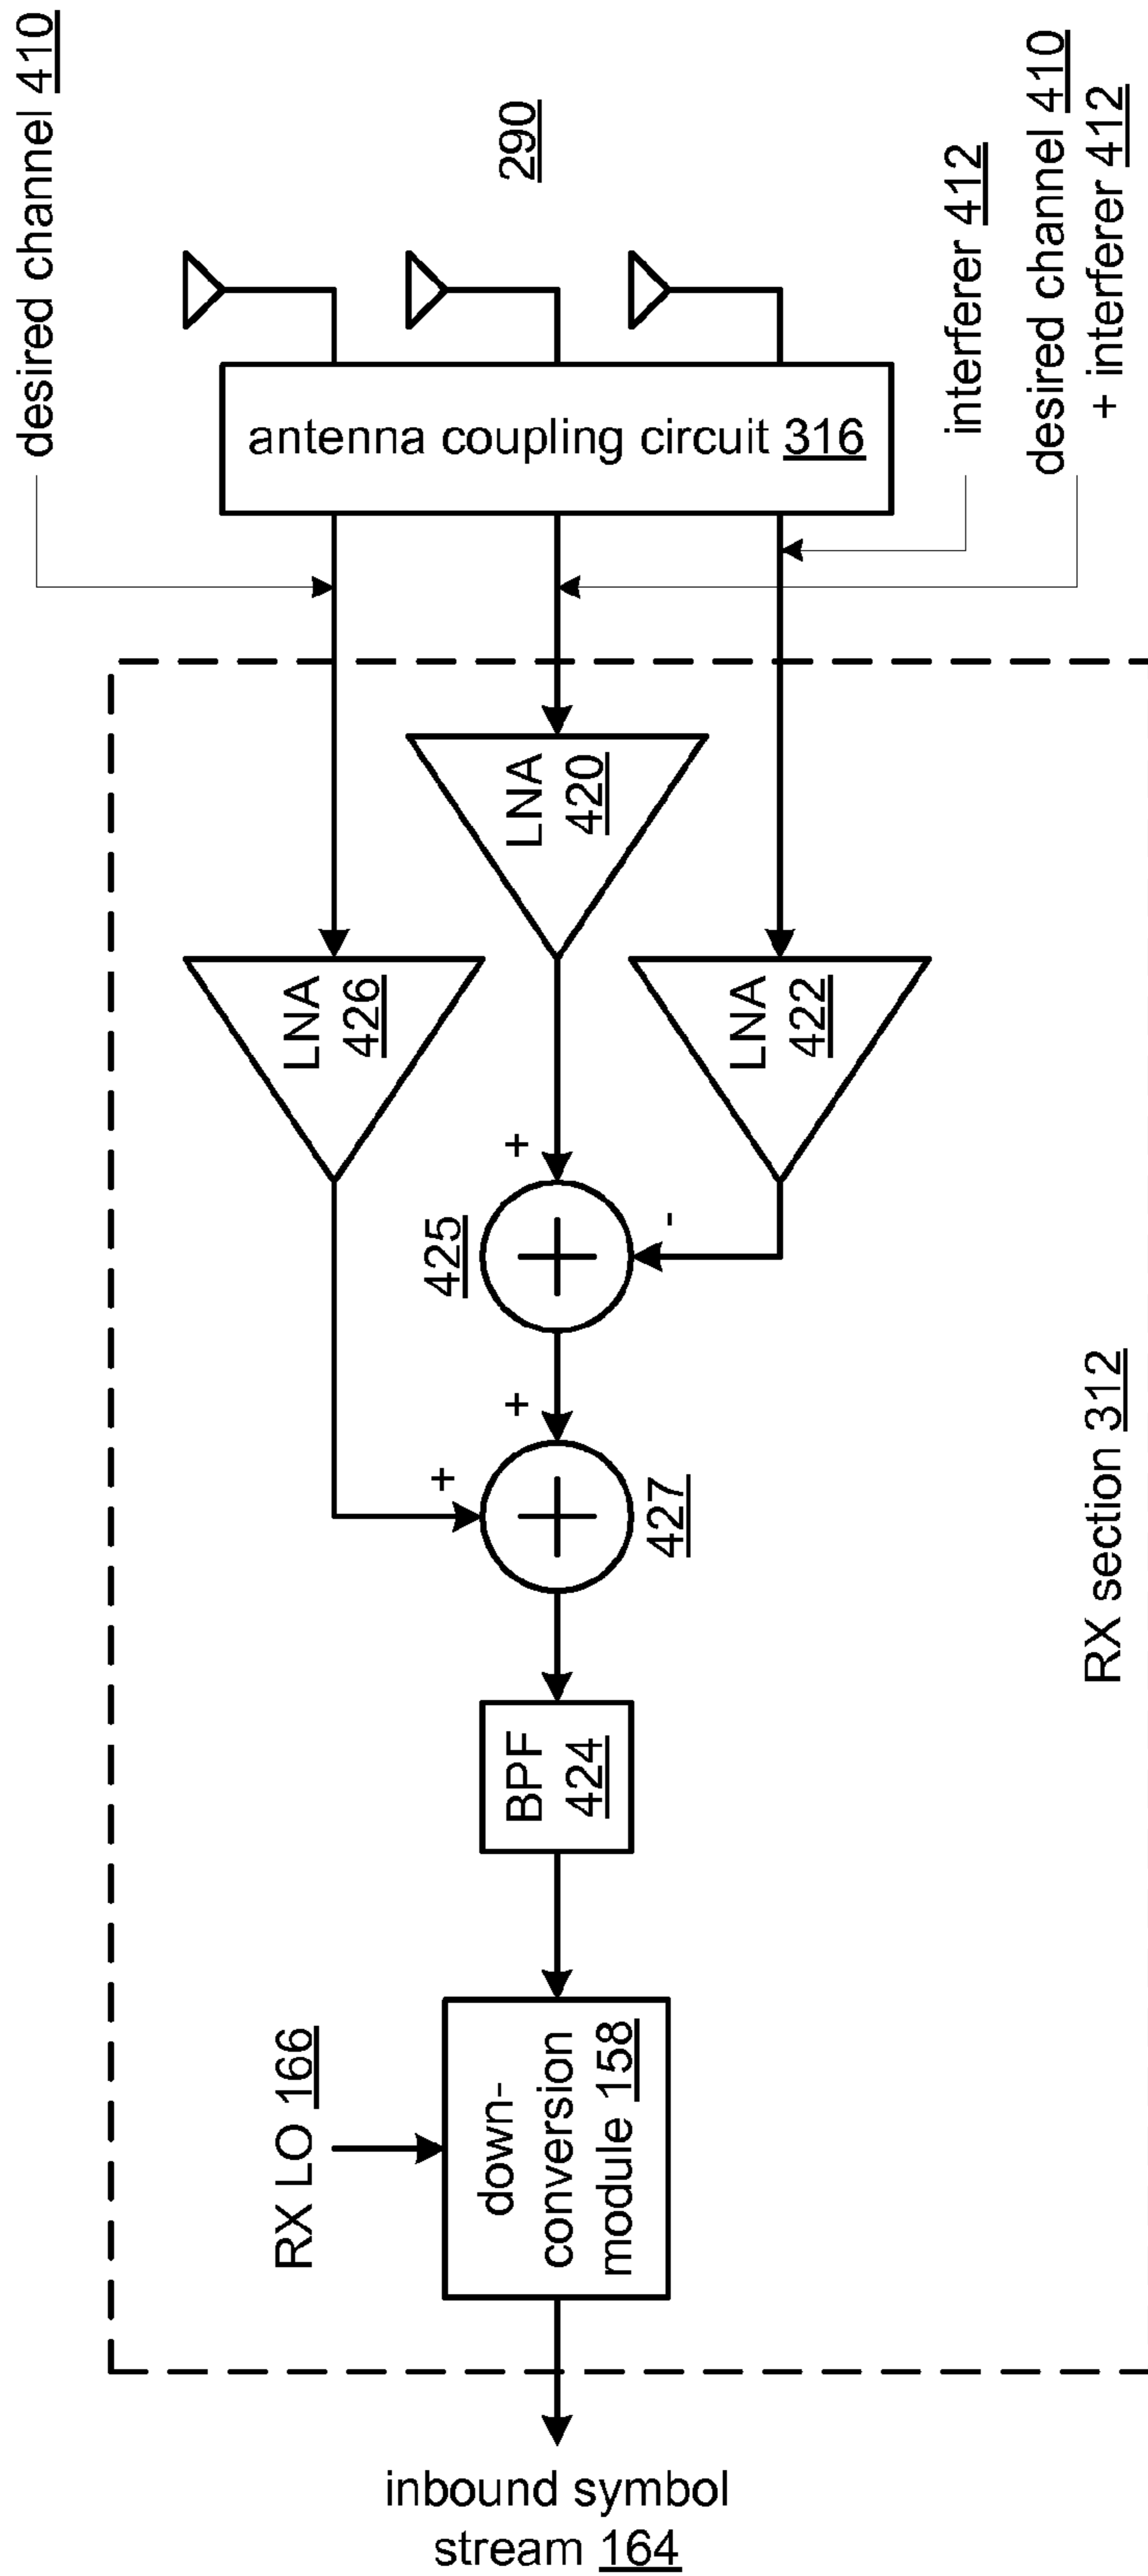 desired channel 410
290
interferer 412
desired channel 410
+ interferer 412
antenna coupling circuit 316
LNA
426
LNA
420
LNA
422
+
-
425
+
+
427
BPF
424
RX LO 166
down-
conversion
module 158
RX section 312
inbound symbol
stream 164